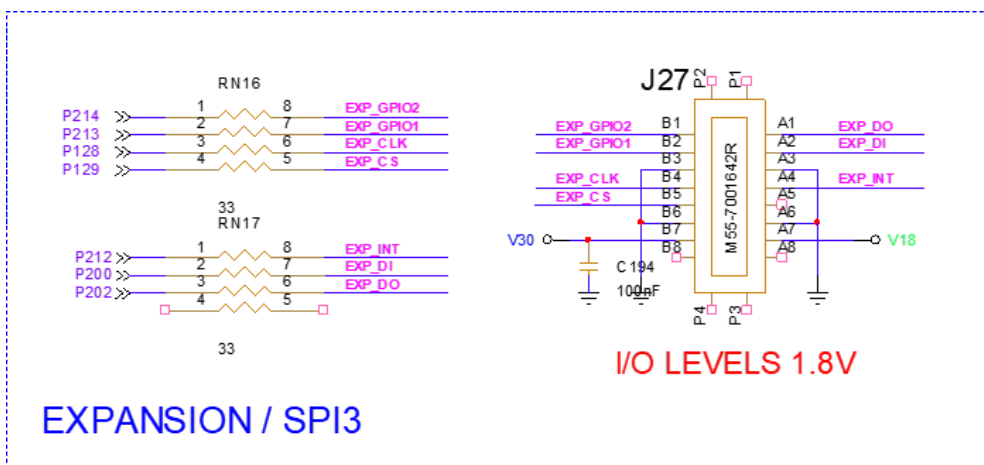 RN16
P214 1 8 EXP_GPIO2
P213 2 7 EXP_GPIO1
P128 3 6 EXP_CLK
P129 4 5 EXP_CS
33
RN17
P212 1 8 EXP_INT
P200 2 7 EXP_DI
P202 3 6 EXP_DO
4 5
33
EXPANSION / SPI3
J27 P2 P1
EXP_GPIO2 B1 A1 EXP_DO
EXP_GPIO1 B2 A2 EXP_DI
B3 A3
EXP_CLK B4 A4 EXP_INT
EXP_CS B5 A5
B6 A6
V30 B7 A7 V18
B8 A8
M55-7001642R
C194
100nF
P4 P3
I/O LEVELS 1.8V